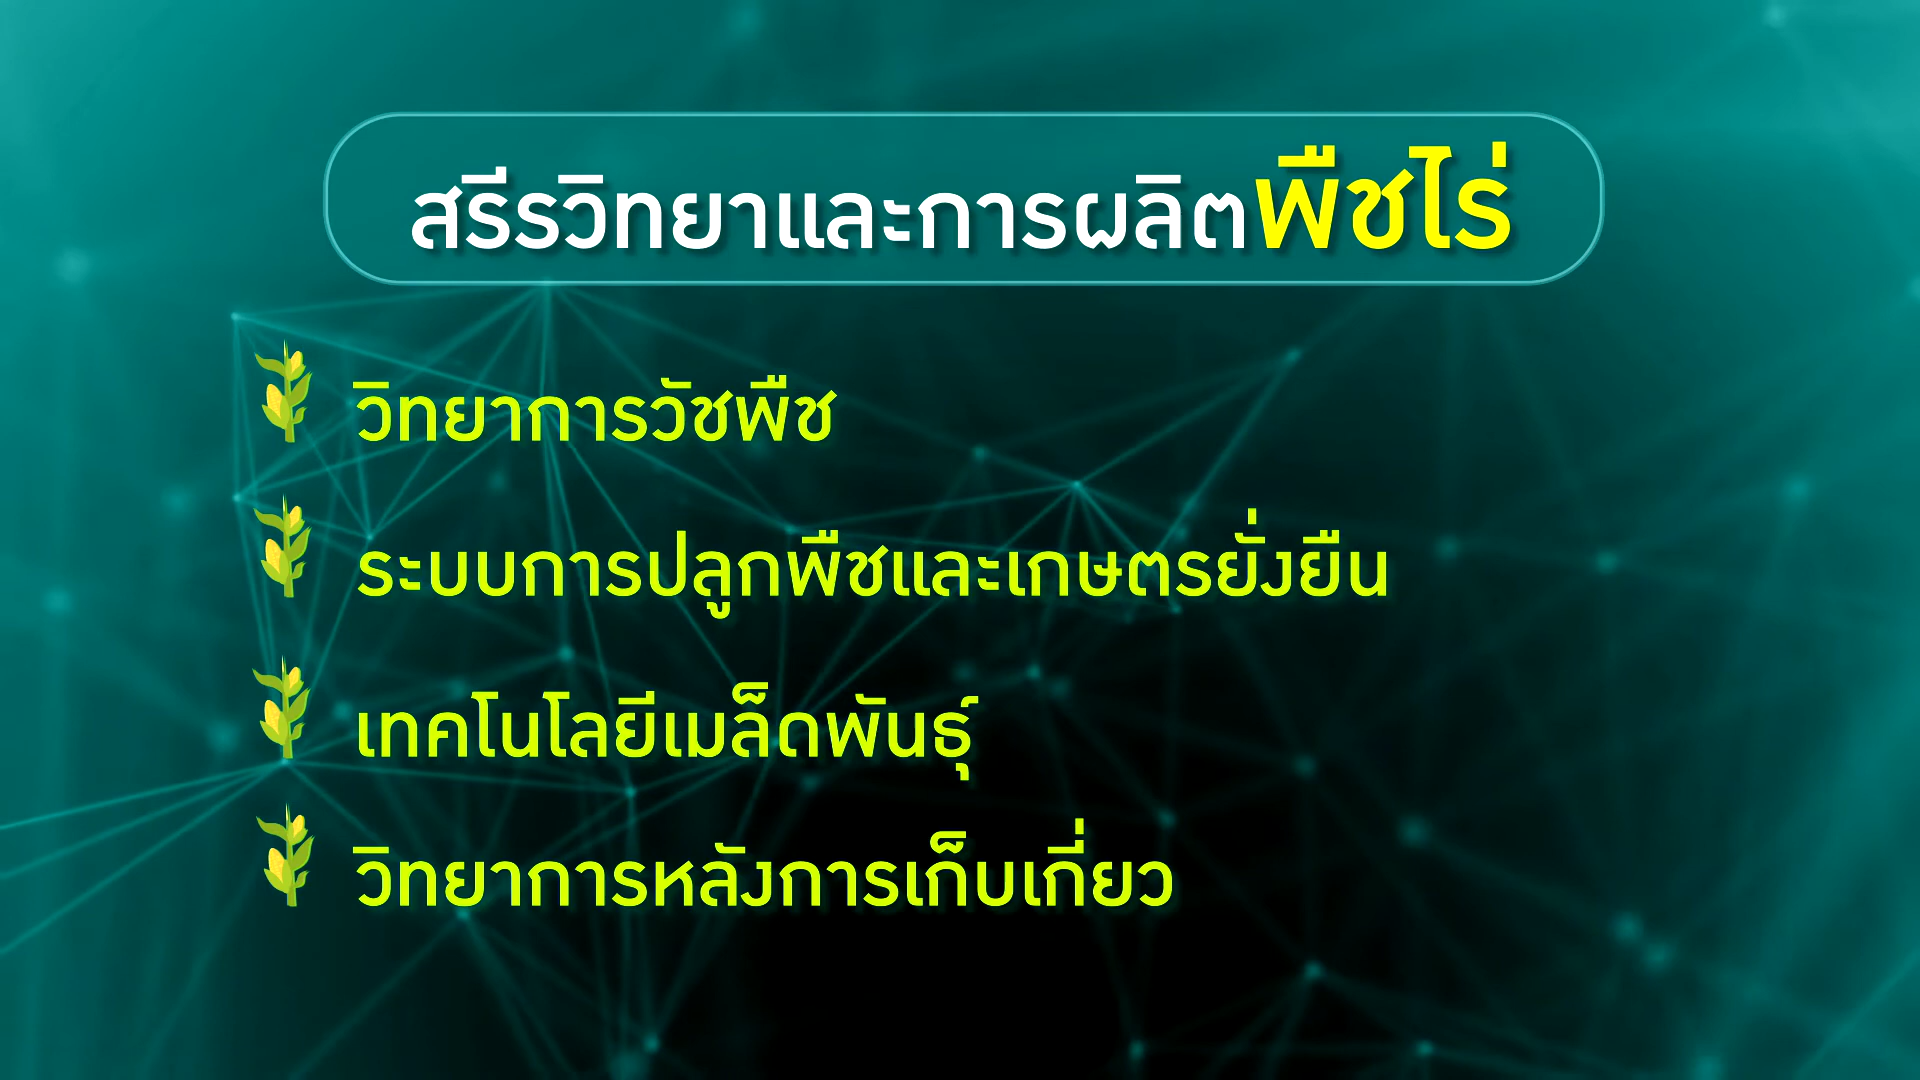 สรีรวิทยาและการผลิตพืชไร่
วิทยาการวัชพืช
ระบบการปลูกพืชและเกษตรยั่งยืน
เทคโนโลยีเมล็ดพันธุ์
วิทยาการหลังการเก็บเกี่ยว